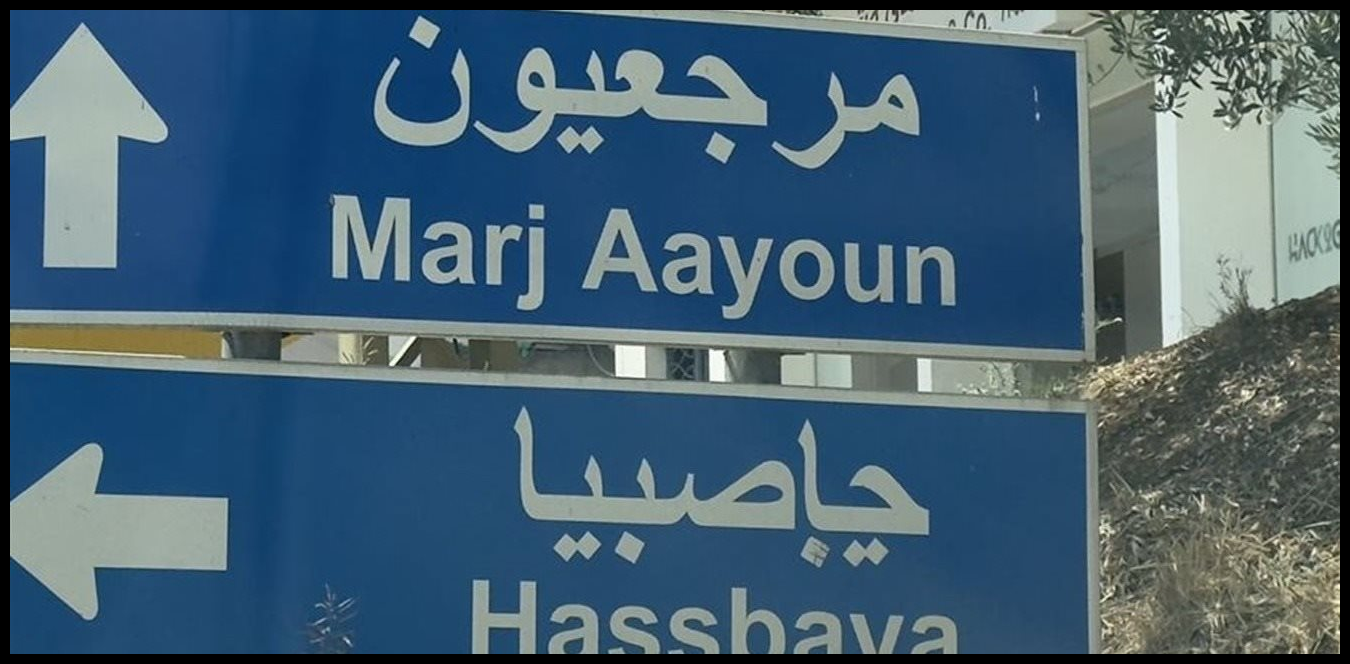 مرجعيون
Marj Aayoun
حاصبيا
Hassbaya